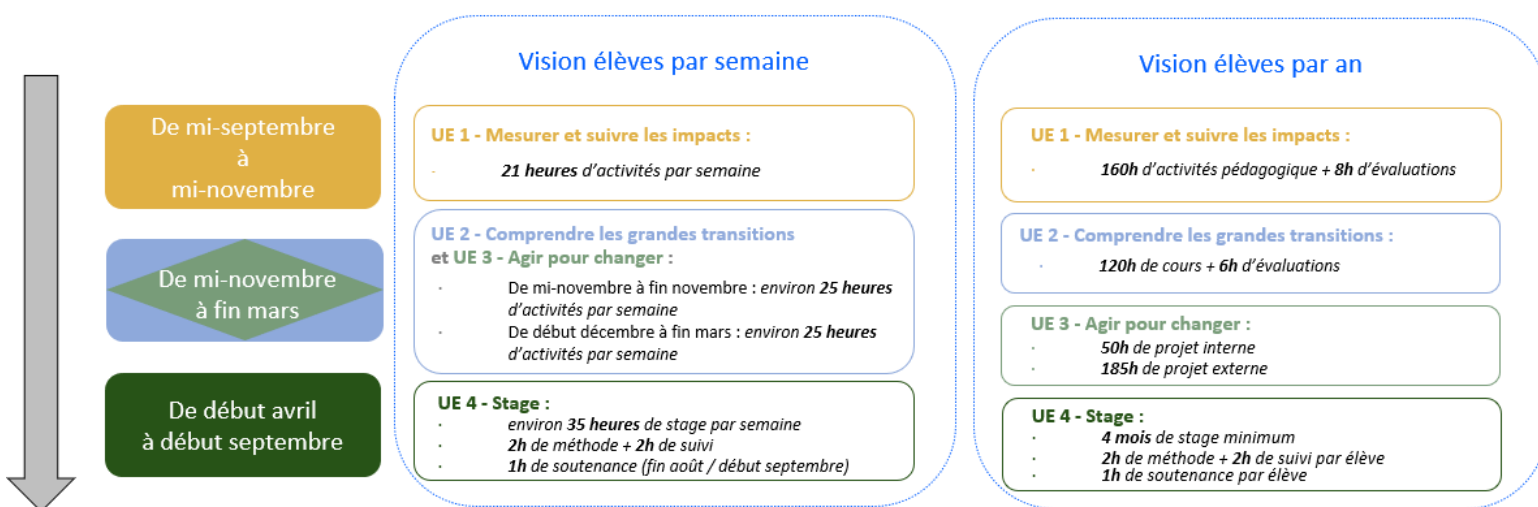 De mi-septembre
à
mi-novembre
De mi-novembre
à fin mars
De début avril
à début septembre
Vision élèves par semaine
UE 1 - Mesurer et suivre les impacts :
- 21 heures d'activités par semaine
UE 2 - Comprendre les grandes transitions
et UE 3 - Agir pour changer :
· De mi-novembre à fin novembre : environ 25 heures
d'activités par semaine
· De début décembre à fin mars : environ 25 heures
d'activités par semaine
UE 4 - Stage :
· environ 35 heures de stage par semaine
· 2h de méthode + 2h de suivi
· 1h de soutenance (fin août / début septembre)
Vision élèves par an
UE 1 - Mesurer et suivre les impacts :
· 160h d'activités pédagogique + 8h d'évaluations
UE 2 - Comprendre les grandes transitions :
· 120h de cours + 6h d'évaluations
UE 3 - Agir pour changer :
· 50h de projet interne
· 185h de projet externe
UE 4 - Stage :
· 4 mois de stage minimum
· 2h de méthode + 2h de suivi par élève
· 1h de soutenance par élève